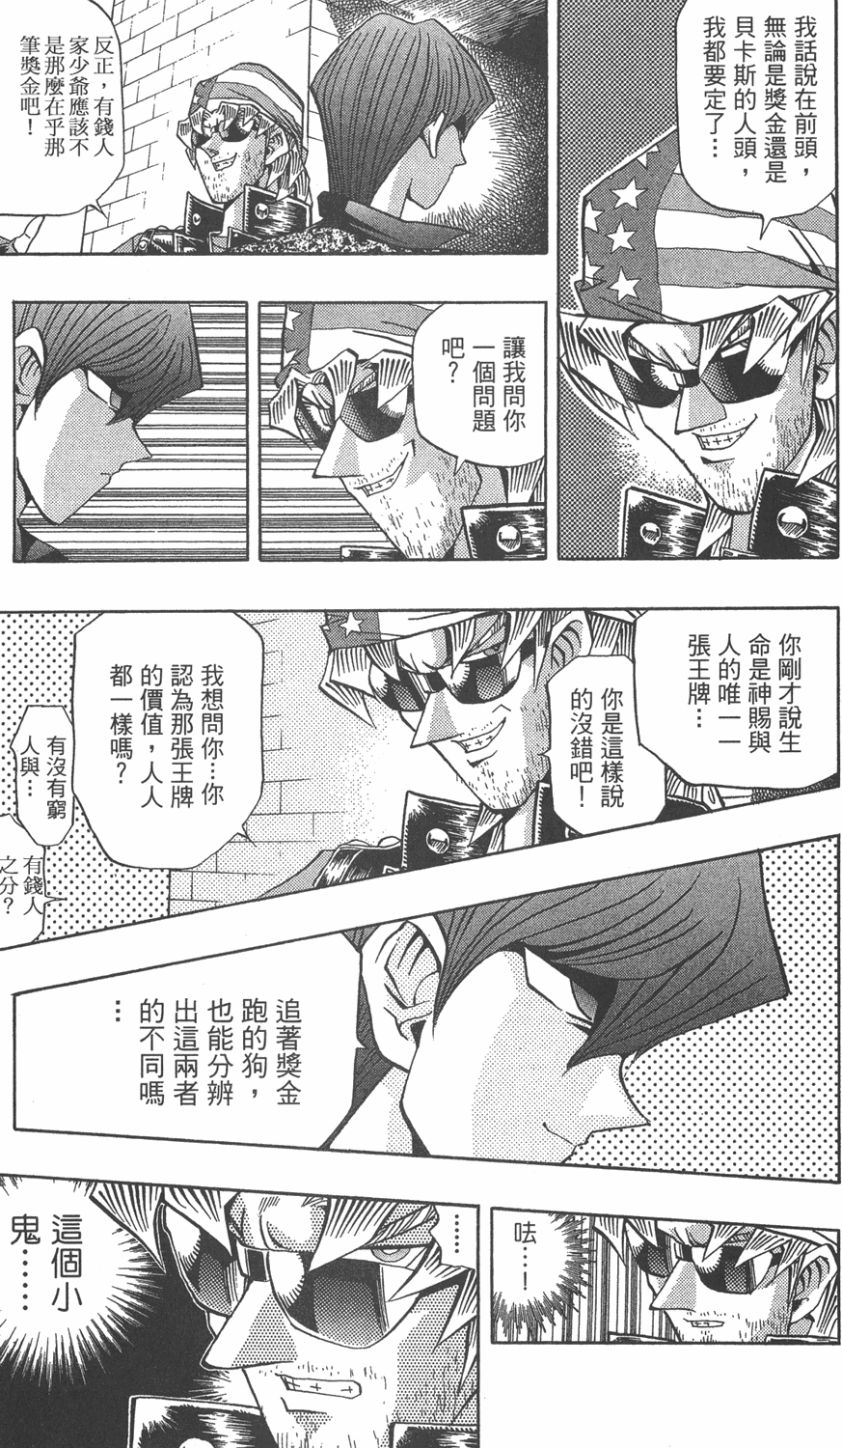 我話說在前頭，
無論是獎金還是
貝卡斯的人頭，
我都要定了…
反正，有錢人
家少爺應該不
是那麼在乎那
筆獎金吧！
讓我問你
一個問題
吧？
你剛才說生
命是神賜與
人的唯一一
張王牌…
你是這樣說
的沒錯吧！
我想問你…你
認為那張王牌
的價值，人人
都一樣嗎？
有沒有窮
人與…
有錢人
之分？
追著獎金
跑的狗，
也能分辨
出這兩者
的不同嗎
…
呿…！
……
這個小
鬼……